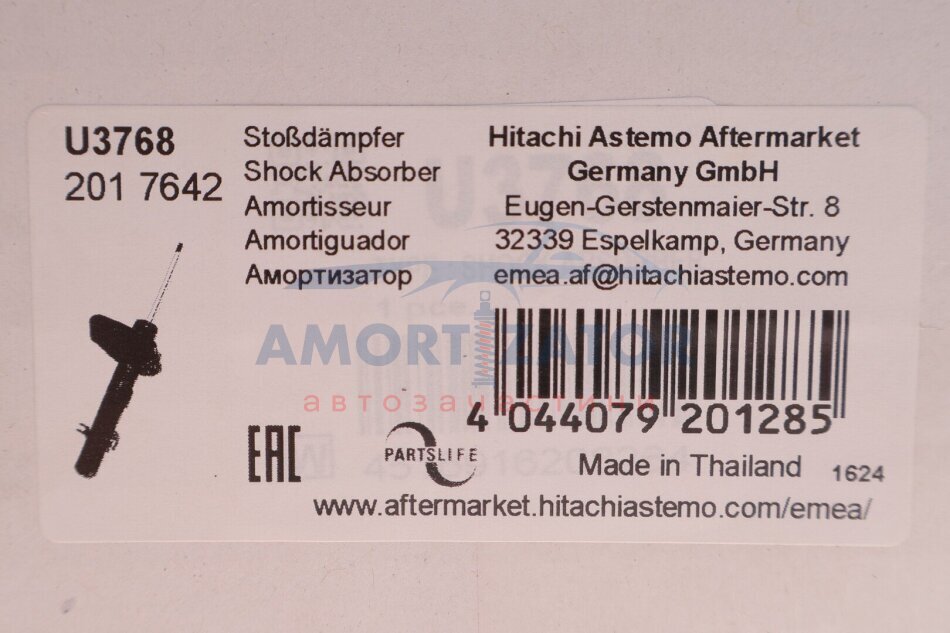 U3768
201 7642
Stoßdämpfer
Shock Absorber
Amortisseur
Amortiguador
Амортизатор
Hitachi Astemo Aftermarket
Germany GmbH
Eugen-Gerstenmaier-Str. 8
32339 Espelkamp, Germany
emea.af@hitachiastemo.com
AMORTIZATOR
автозапчастини
4 044079 201285
EAC
PARTSLIFE
Made in Thailand 1624
www.aftermarket.hitachiastemo.com/emea/